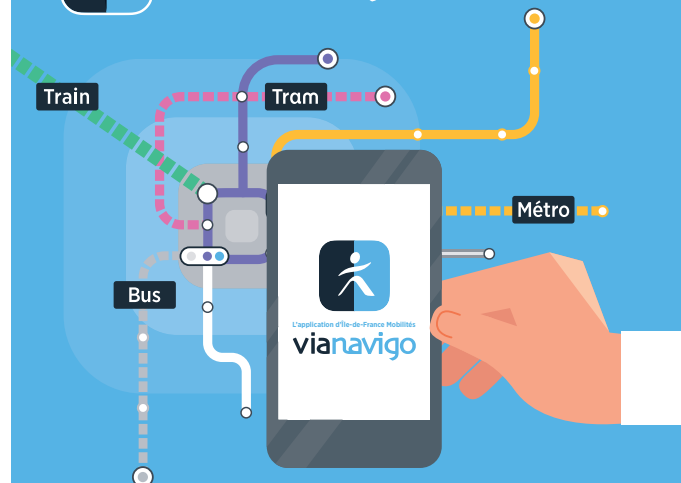 Train
Tram
Métro
Bus
L'application d'Île-de-France Mobilités
vianavigo